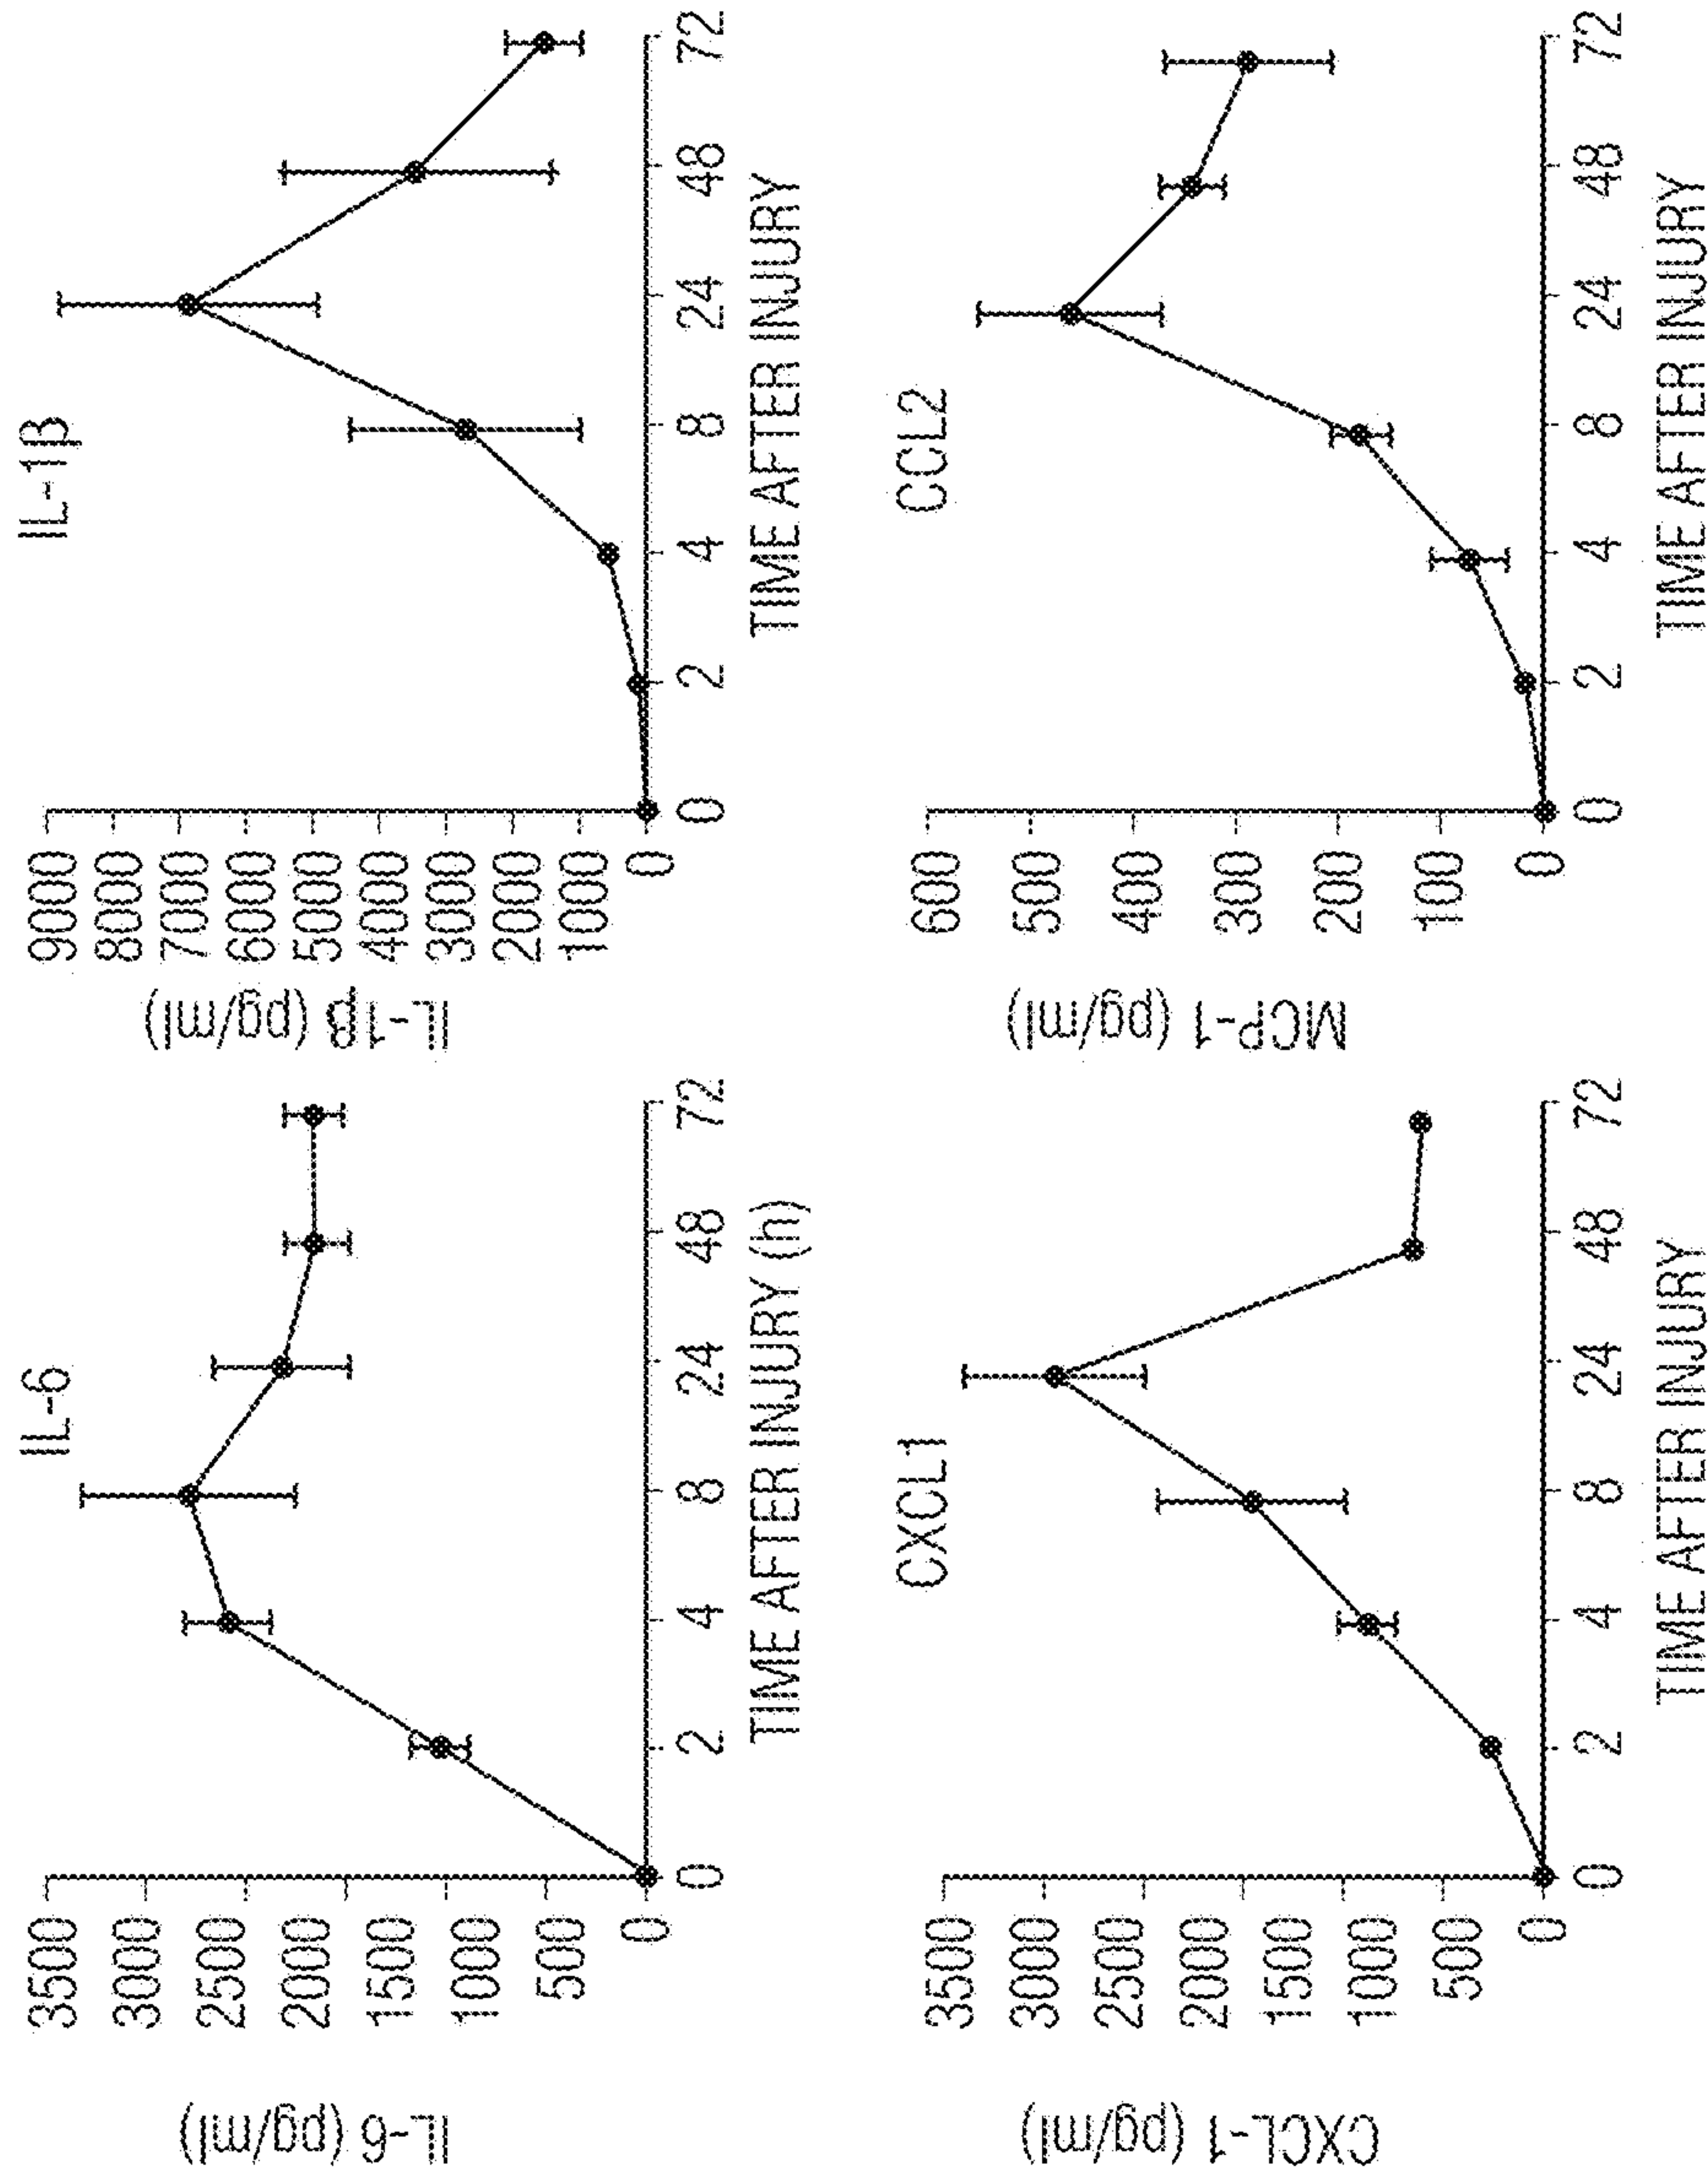 IL-6
IL-6 (pg/ml)
3500
3000
2500
2000
1500
1000
500
0
0 2 4 8 24 48 72
TIME AFTER INJURY (h)
IL-1β
IL-1β (pg/ml)
9000
8000
7000
6000
5000
4000
3000
2000
1000
0
0 2 4 8 24 48 72
TIME AFTER INJURY
CXCL1
CXCL-1 (pg/ml)
3500
3000
2500
2000
1500
1000
500
0
0 2 4 8 24 48 72
TIME AFTER INJURY
CCL2
MCP-1 (pg/ml)
600
500
400
300
200
100
0
0 2 4 8 24 48 72
TIME AFTER INJURY